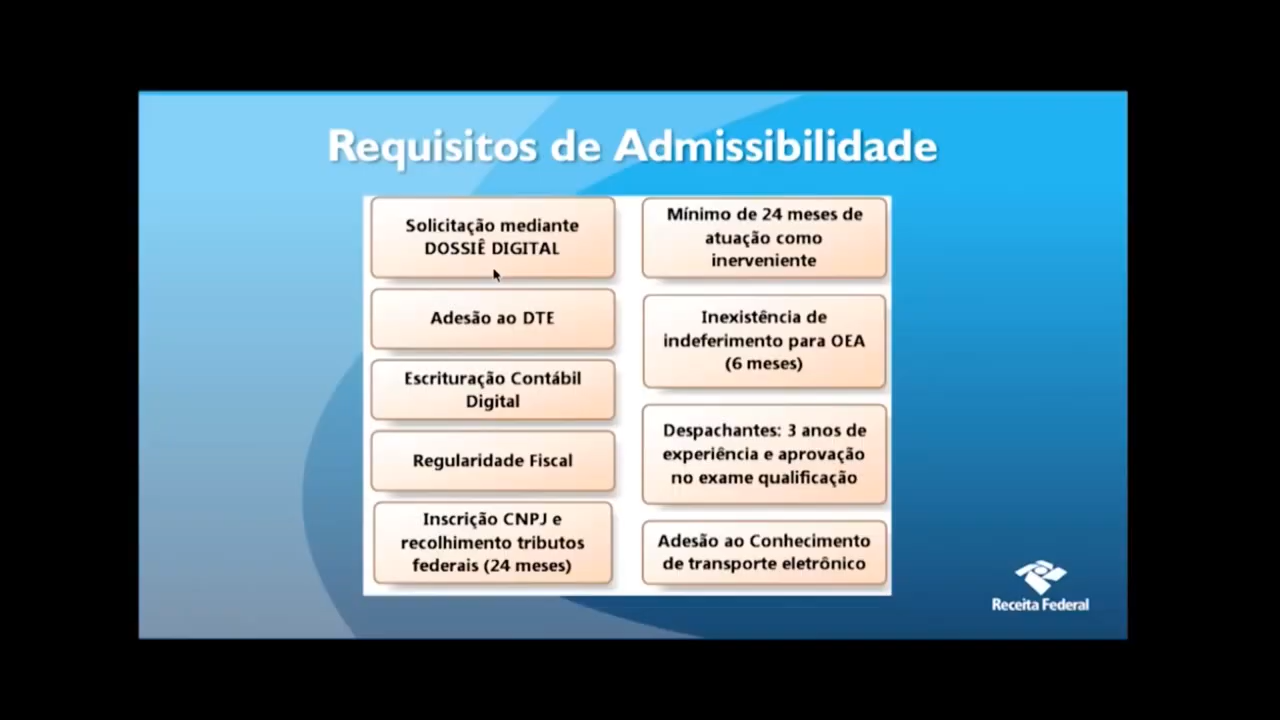 Requisitos de Admissibilidade
Solicitação mediante
DOSSIÊ DIGITAL
Adesão ao DTE
Escrituração Contábil
Digital
Regularidade Fiscal
Inscrição CNPJ e
recolhimento tributos
federais (24 meses)
Mínimo de 24 meses de
atuação como
inerveniente
Inexistência de
indeferimento para OEA
(6 meses)
Despachantes: 3 anos de
experiência e aprovação
no exame qualificação
Adesão ao Conhecimento
de transporte eletrônico
Receita Federal